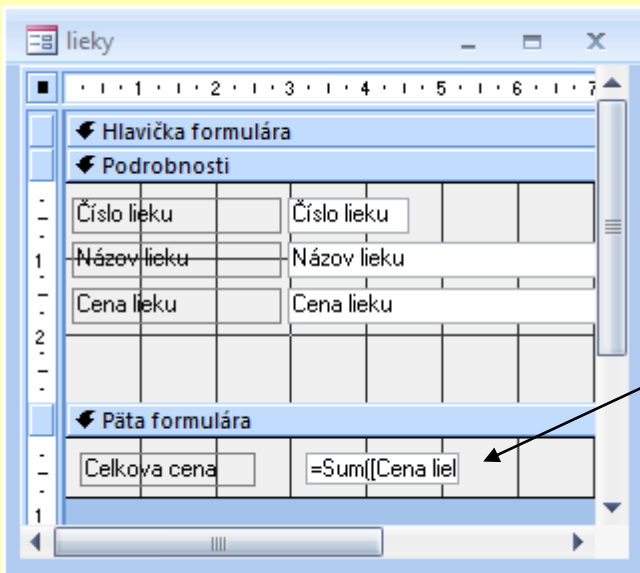 lieky
1 2 3 4 5 6 7
Hlavička formulára
Podrobnosti
Číslo lieku Číslo lieku
1 Názov lieku Názov lieku
Cena lieku Cena lieku
2
Päta formulára
Celkova cena =Sum([Cena liel
1